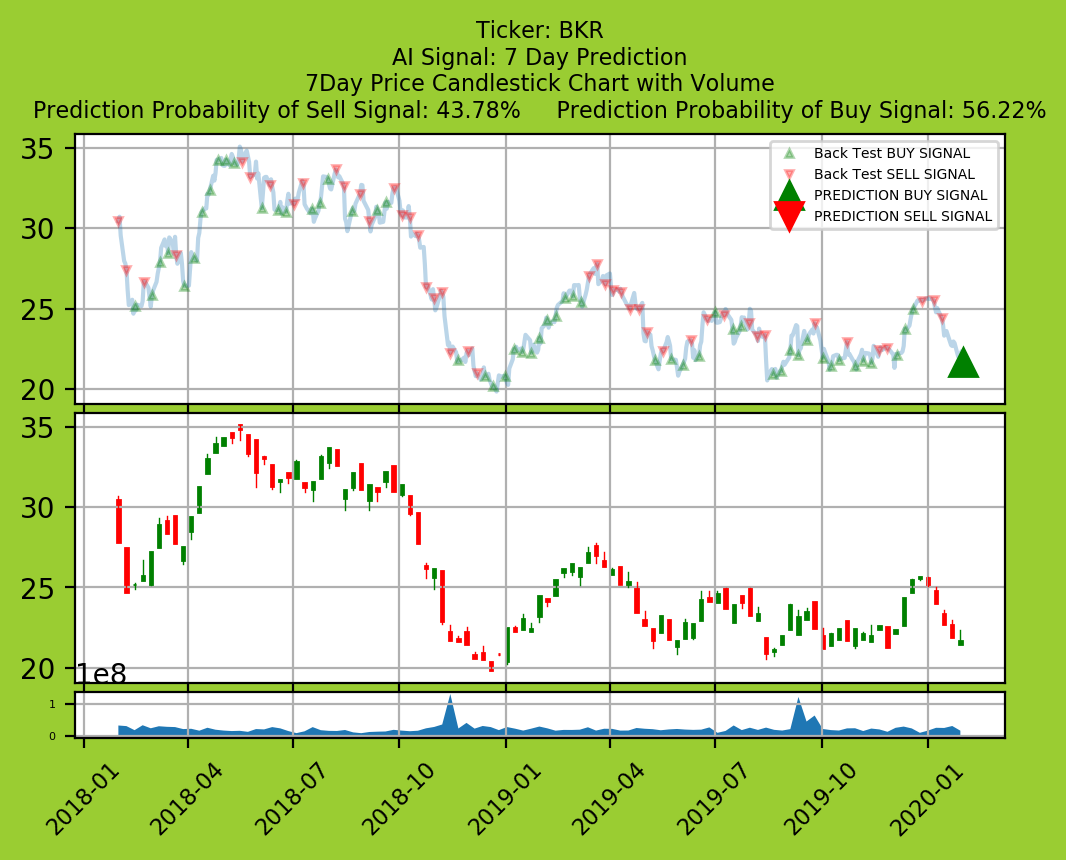 Ticker: BKR
AI Signal: 7 Day Prediction
7Day Price Candlestick Chart with Volume
Prediction Probability of Sell Signal: 43.78%     Prediction Probability of Buy Signal: 56.22%
35
30
25
20
Back Test BUY SIGNAL
Back Test SELL SIGNAL
PREDICTION BUY SIGNAL
PREDICTION SELL SIGNAL
35
30
25
20
1e8
1
0
2018-01
2018-04
2018-07
2018-10
2019-01
2019-04
2019-07
2019-10
2020-01